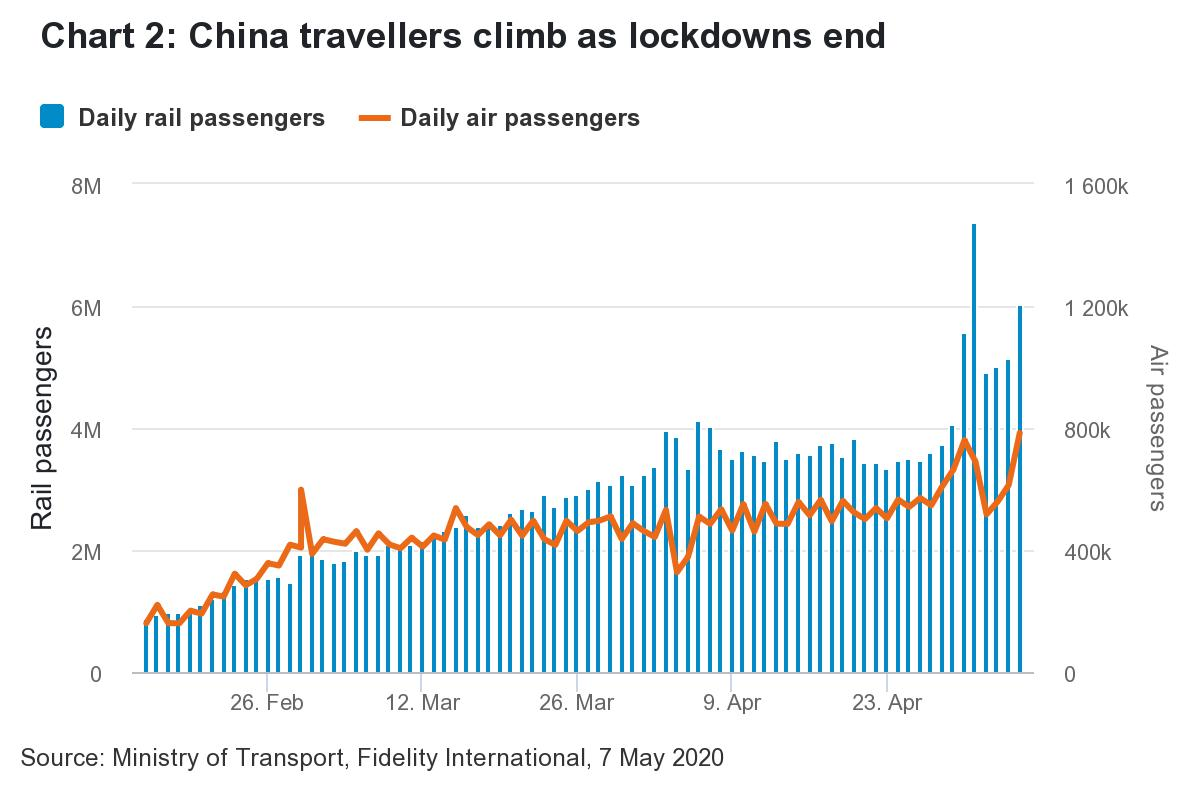 Chart 2: China travellers climb as lockdowns end
Daily rail passengers
Daily air passengers
8M
1 600k
6M
1 200k
4M
800k
2M
400k
0
0
Rail passengers
Air passengers
26. Feb
12. Mar
26. Mar
9. Apr
23. Apr
Source: Ministry of Transport, Fidelity International, 7 May 2020